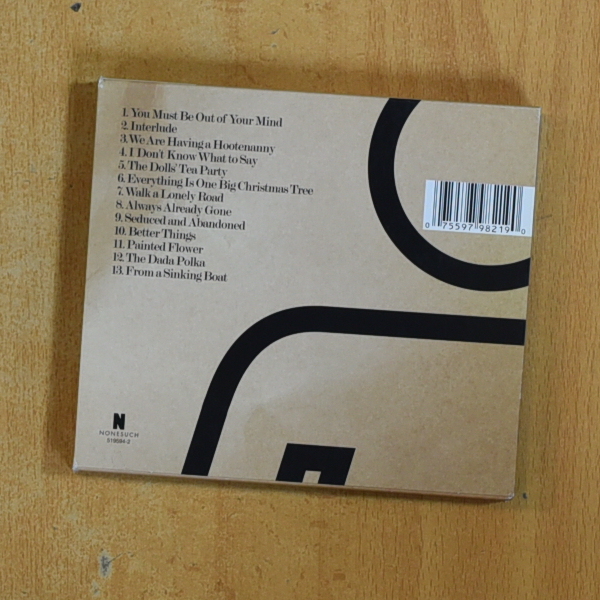 1. You Must Be Out of Your Mind
2. Interlude
3. We Are Having a Hootenanny
4. I Don't Know What to Say
5. The Dolls' Tea Party
6. Everything Is One Big Christmas Tree
7. Walk a Lonely Road
8. Always Already Gone
9. Seduced and Abandoned
10. Better Things
11. Painted Flower
12. The Dada Polka
13. From a Sinking Boat
0 75597 98219 0
N
NONESUCH
519094-2